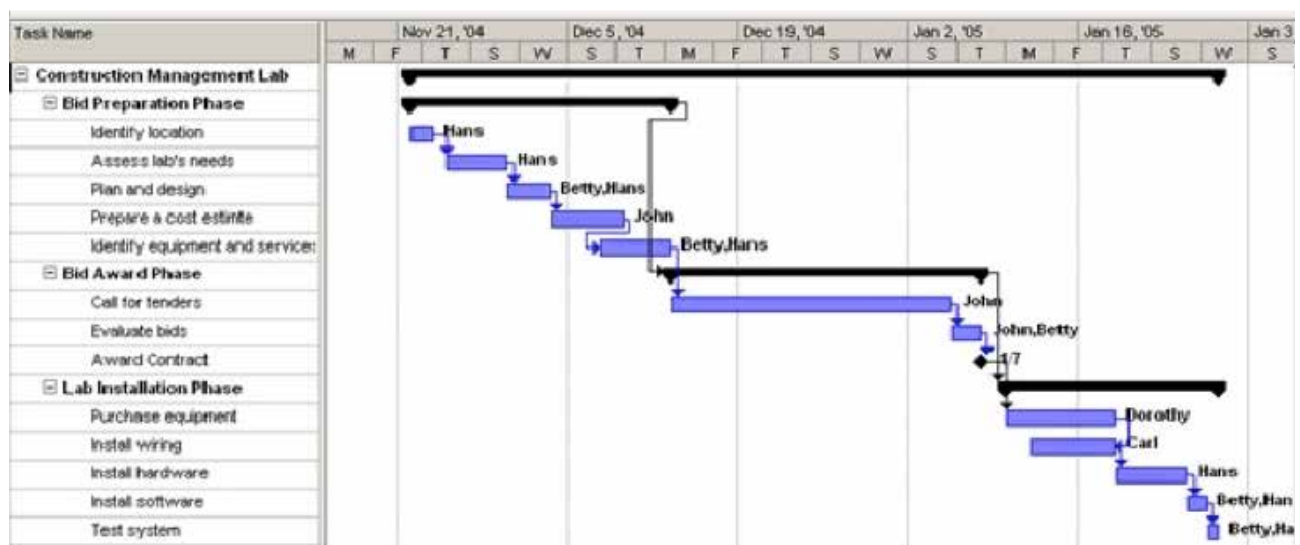 Task Name Nov 21, '04 Dec 5, '04 Dec 19, '04 Jan 2, '05 Jan 16, '05 Jan 3
M F T S W S T M F T S W S T M F T S W S
Construction Management Lab
Bid Preparation Phase
Identify location Hans
Assess lab's needs Hans
Plan and design Betty,Hans
Prepare a cost estimte John
Identify equipment and services Betty,Hans
Bid Award Phase
Call for tenders John
Evaluate bids John,Betty
Award Contract 1/7
Lab Installation Phase
Purchase equipment Dorothy
Install wiring Carl
Install hardware Hans
Install software Betty,Han
Test system Betty,Ha